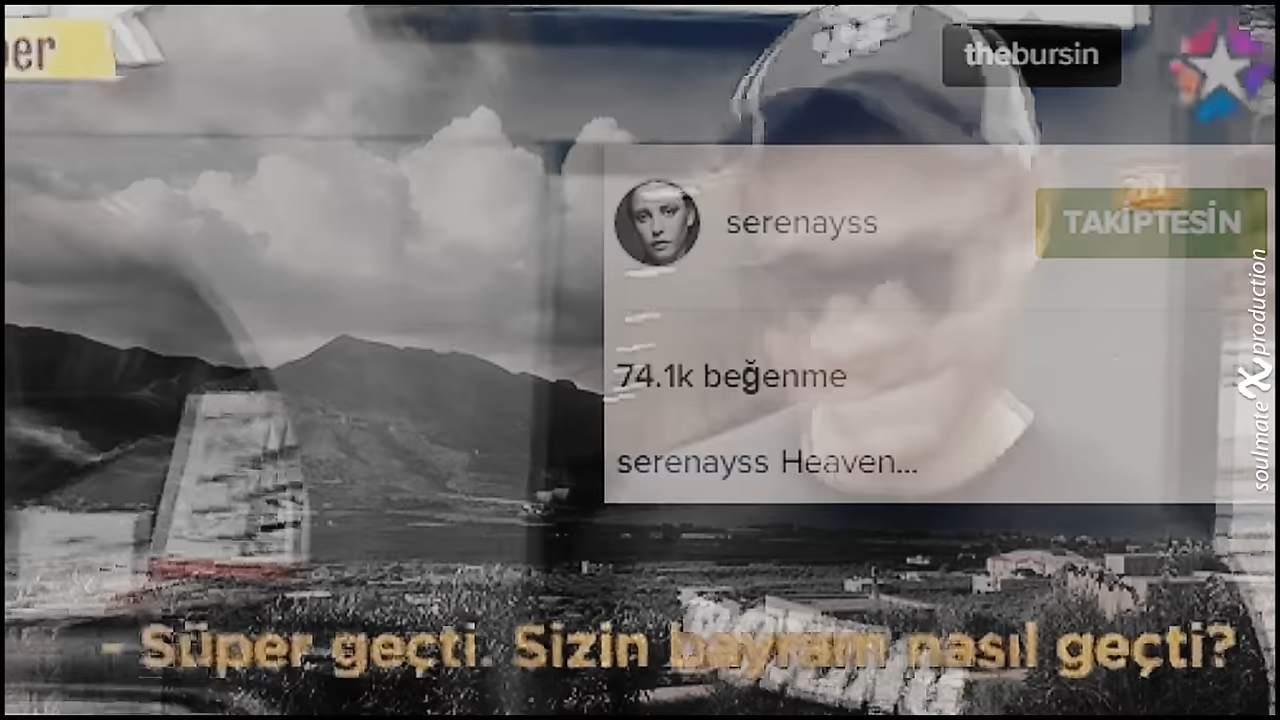 er
thebursin
serenayss
TAKİPTESİN
74.1k beğenme
serenayss Heaven...
soulmate production
- Süper geçti. Sizin bayram nasıl geçti?